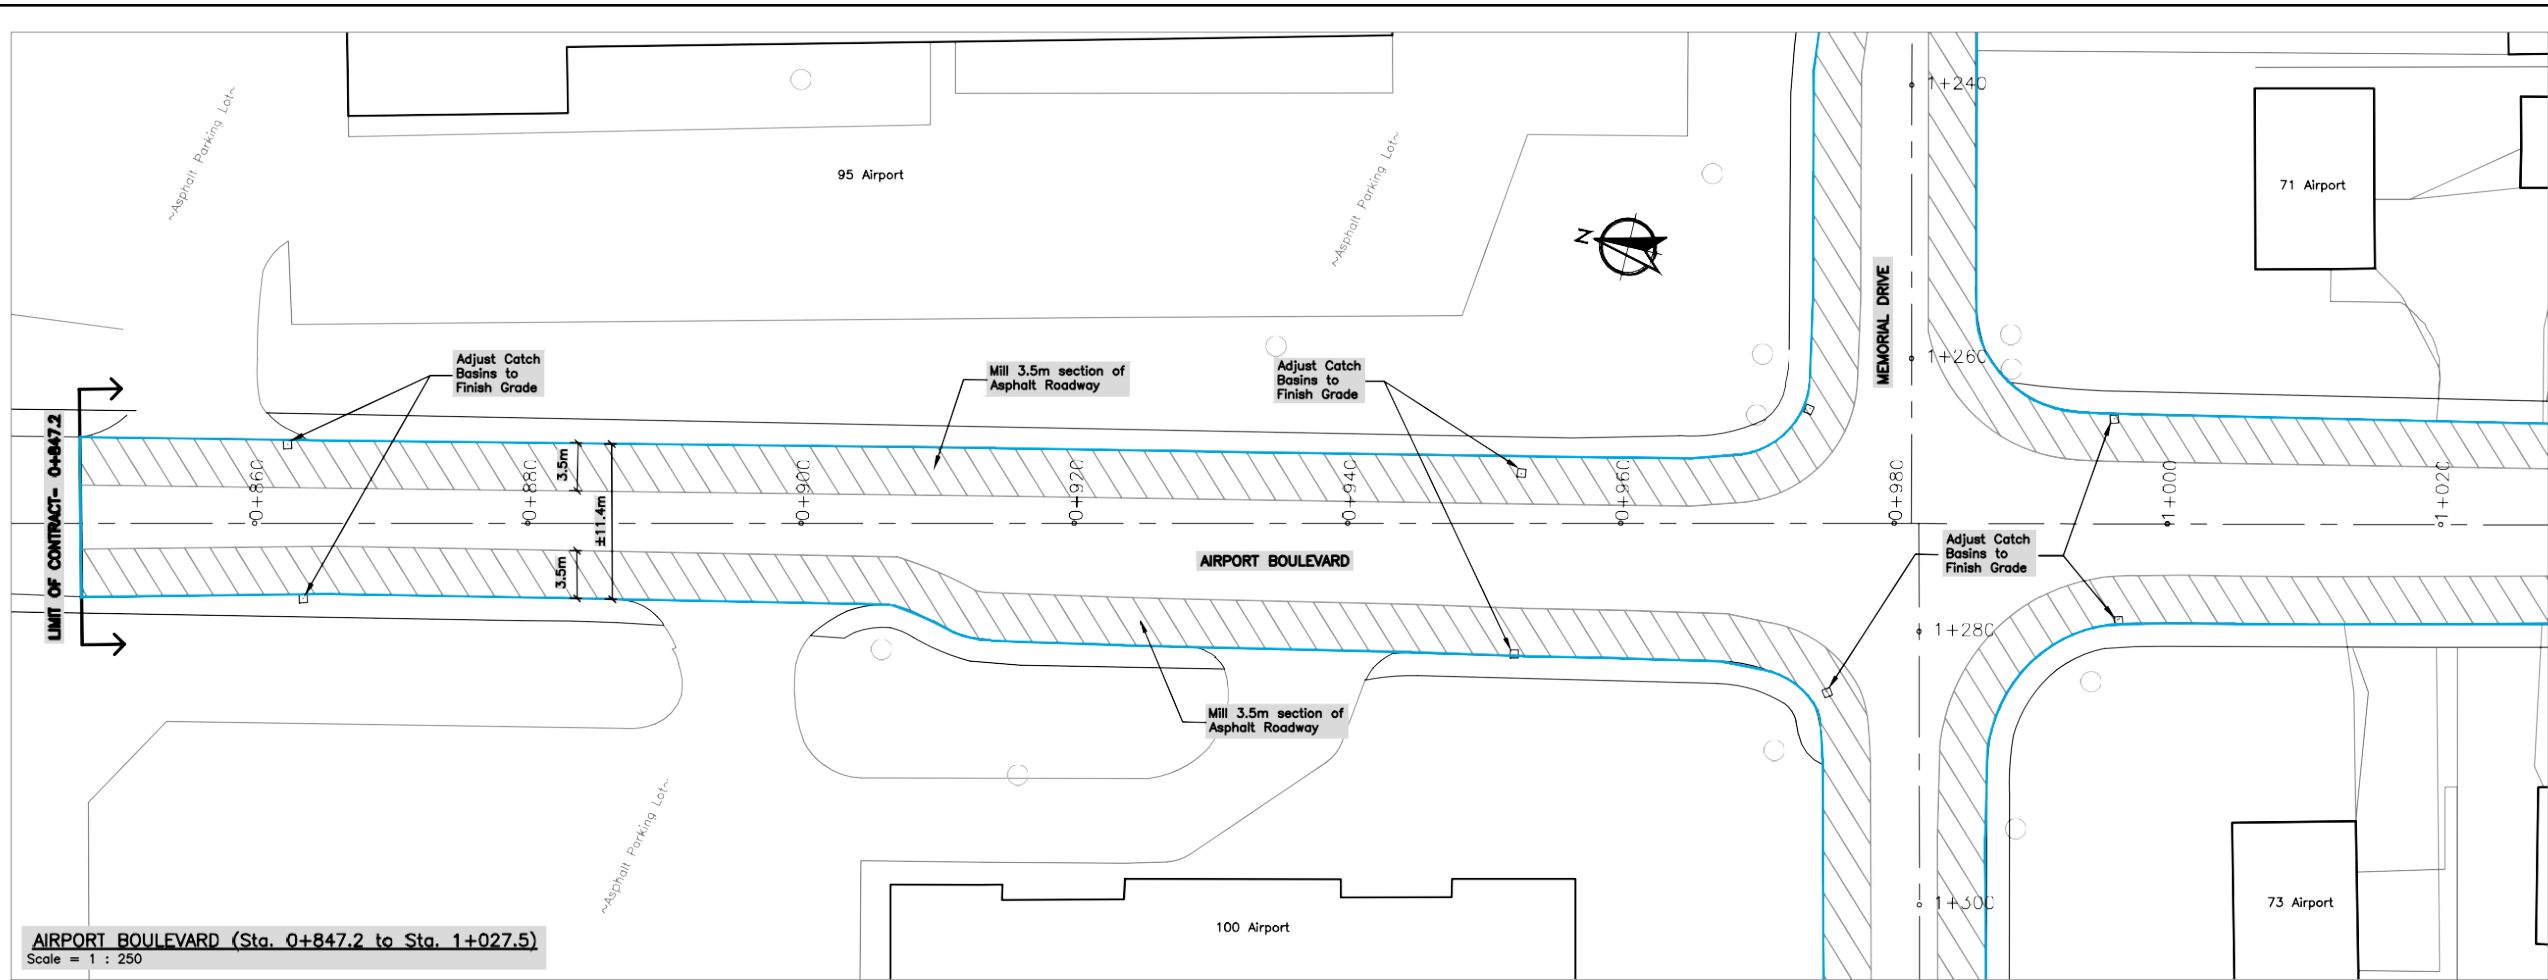 1+240
~Asphalt Parking Lot~
~Asphalt Parking Lot~
95 Airport
71 Airport
N
MEMORIAL DRIVE
1+260
Adjust Catch
Basins to
Finish Grade
Mill 3.5m section of
Asphalt Roadway
Adjust Catch
Basins to
Finish Grade
LIMIT OF CONTRACT- 0+847.2
3.5m
±11.4m
0+860
0+880
0+900
0+920
0+940
0+960
0+980
1+000
1+020
3.5m
AIRPORT BOULEVARD
Adjust Catch
Basins to
Finish Grade
1+280
Mill 3.5m section of
Asphalt Roadway
~Asphalt Parking Lot~
1+300
73 Airport
100 Airport
AIRPORT BOULEVARD (Sta. 0+847.2 to Sta. 1+027.5)
Scale = 1 : 250